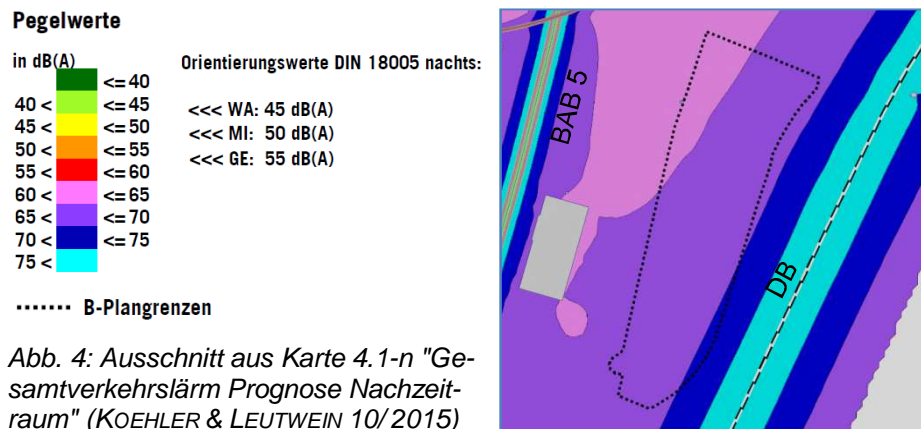 Pegelwerte
in dB(A)
<= 40
40 < <= 45
45 < <= 50
50 < <= 55
55 < <= 60
60 < <= 65
65 < <= 70
70 < <= 75
75 <
Orientierungswerte DIN 18005 nachts:
<<< WA: 45 dB(A)
<<< MI: 50 dB(A)
<<< GE: 55 dB(A)
B-Plangrenzen
Abb. 4: Ausschnitt aus Karte 4.1-n "Ge-
samtverkehrslärm Prognose Nachzeit-
raum" (KOEHLER & LEUTWEIN 10/2015)
BAB 5
DB